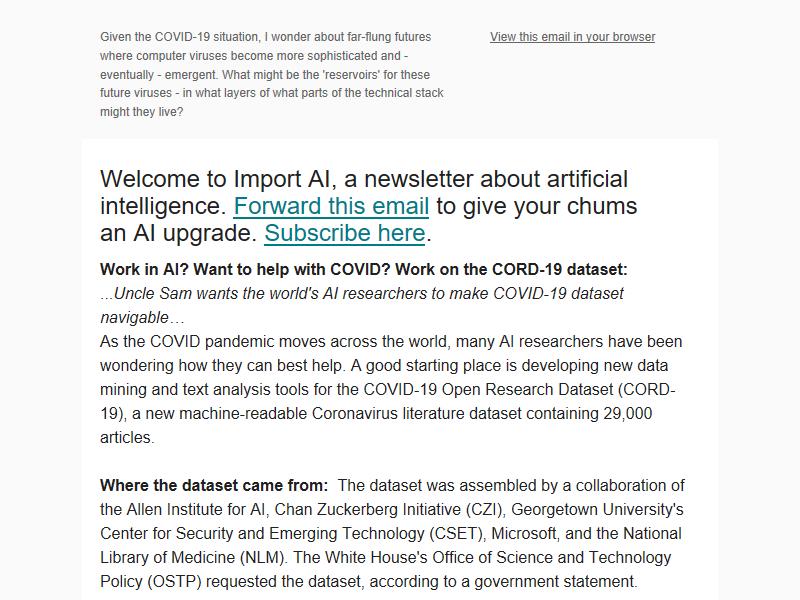 Given the COVID-19 situation, I wonder about far-flung futures
where computer viruses become more sophisticated and -
eventually - emergent. What might be the 'reservoirs' for these
future viruses - in what layers of what parts of the technical stack
might they live?
View this email in your browser
Welcome to Import AI, a newsletter about artificial
intelligence. Forward this email to give your chums
an AI upgrade. Subscribe here.
Work in AI? Want to help with COVID? Work on the CORD-19 dataset:
...Uncle Sam wants the world's AI researchers to make COVID-19 dataset
navigable…
As the COVID pandemic moves across the world, many AI researchers have been
wondering how they can best help. A good starting place is developing new data
mining and text analysis tools for the COVID-19 Open Research Dataset (CORD-
19), a new machine-readable Coronavirus literature dataset containing 29,000
articles.
Where the dataset came from:  The dataset was assembled by a collaboration of
the Allen Institute for AI, Chan Zuckerberg Initiative (CZI), Georgetown University's
Center for Security and Emerging Technology (CSET), Microsoft, and the National
Library of Medicine (NLM). The White House's Office of Science and Technology
Policy (OSTP) requested the dataset, according to a government statement.